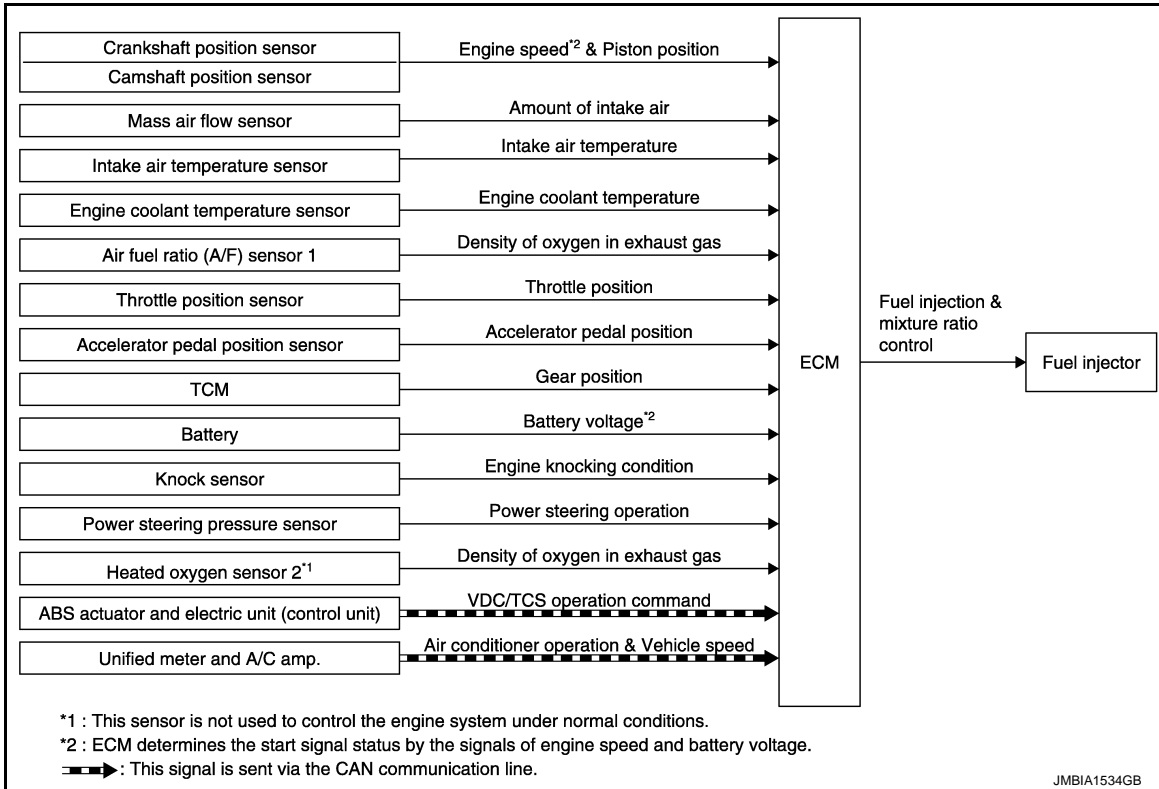 Crankshaft position sensor
Camshaft position sensor
Engine speed*2 & Piston position
Mass air flow sensor
Amount of intake air
Intake air temperature sensor
Intake air temperature
Engine coolant temperature sensor
Engine coolant temperature
Air fuel ratio (A/F) sensor 1
Density of oxygen in exhaust gas
Throttle position sensor
Throttle position
Accelerator pedal position sensor
Accelerator pedal position
TCM
Gear position
Battery
Battery voltage*2
Knock sensor
Engine knocking condition
Power steering pressure sensor
Power steering operation
Heated oxygen sensor 2*1
Density of oxygen in exhaust gas
ABS actuator and electric unit (control unit)
VDC/TCS operation command
Unified meter and A/C amp.
Air conditioner operation & Vehicle speed
ECM
Fuel injection &
mixture ratio
control
Fuel injector
*1 : This sensor is not used to control the engine system under normal conditions.
*2 : ECM determines the start signal status by the signals of engine speed and battery voltage.
: This signal is sent via the CAN communication line.
JMBIA1534GB